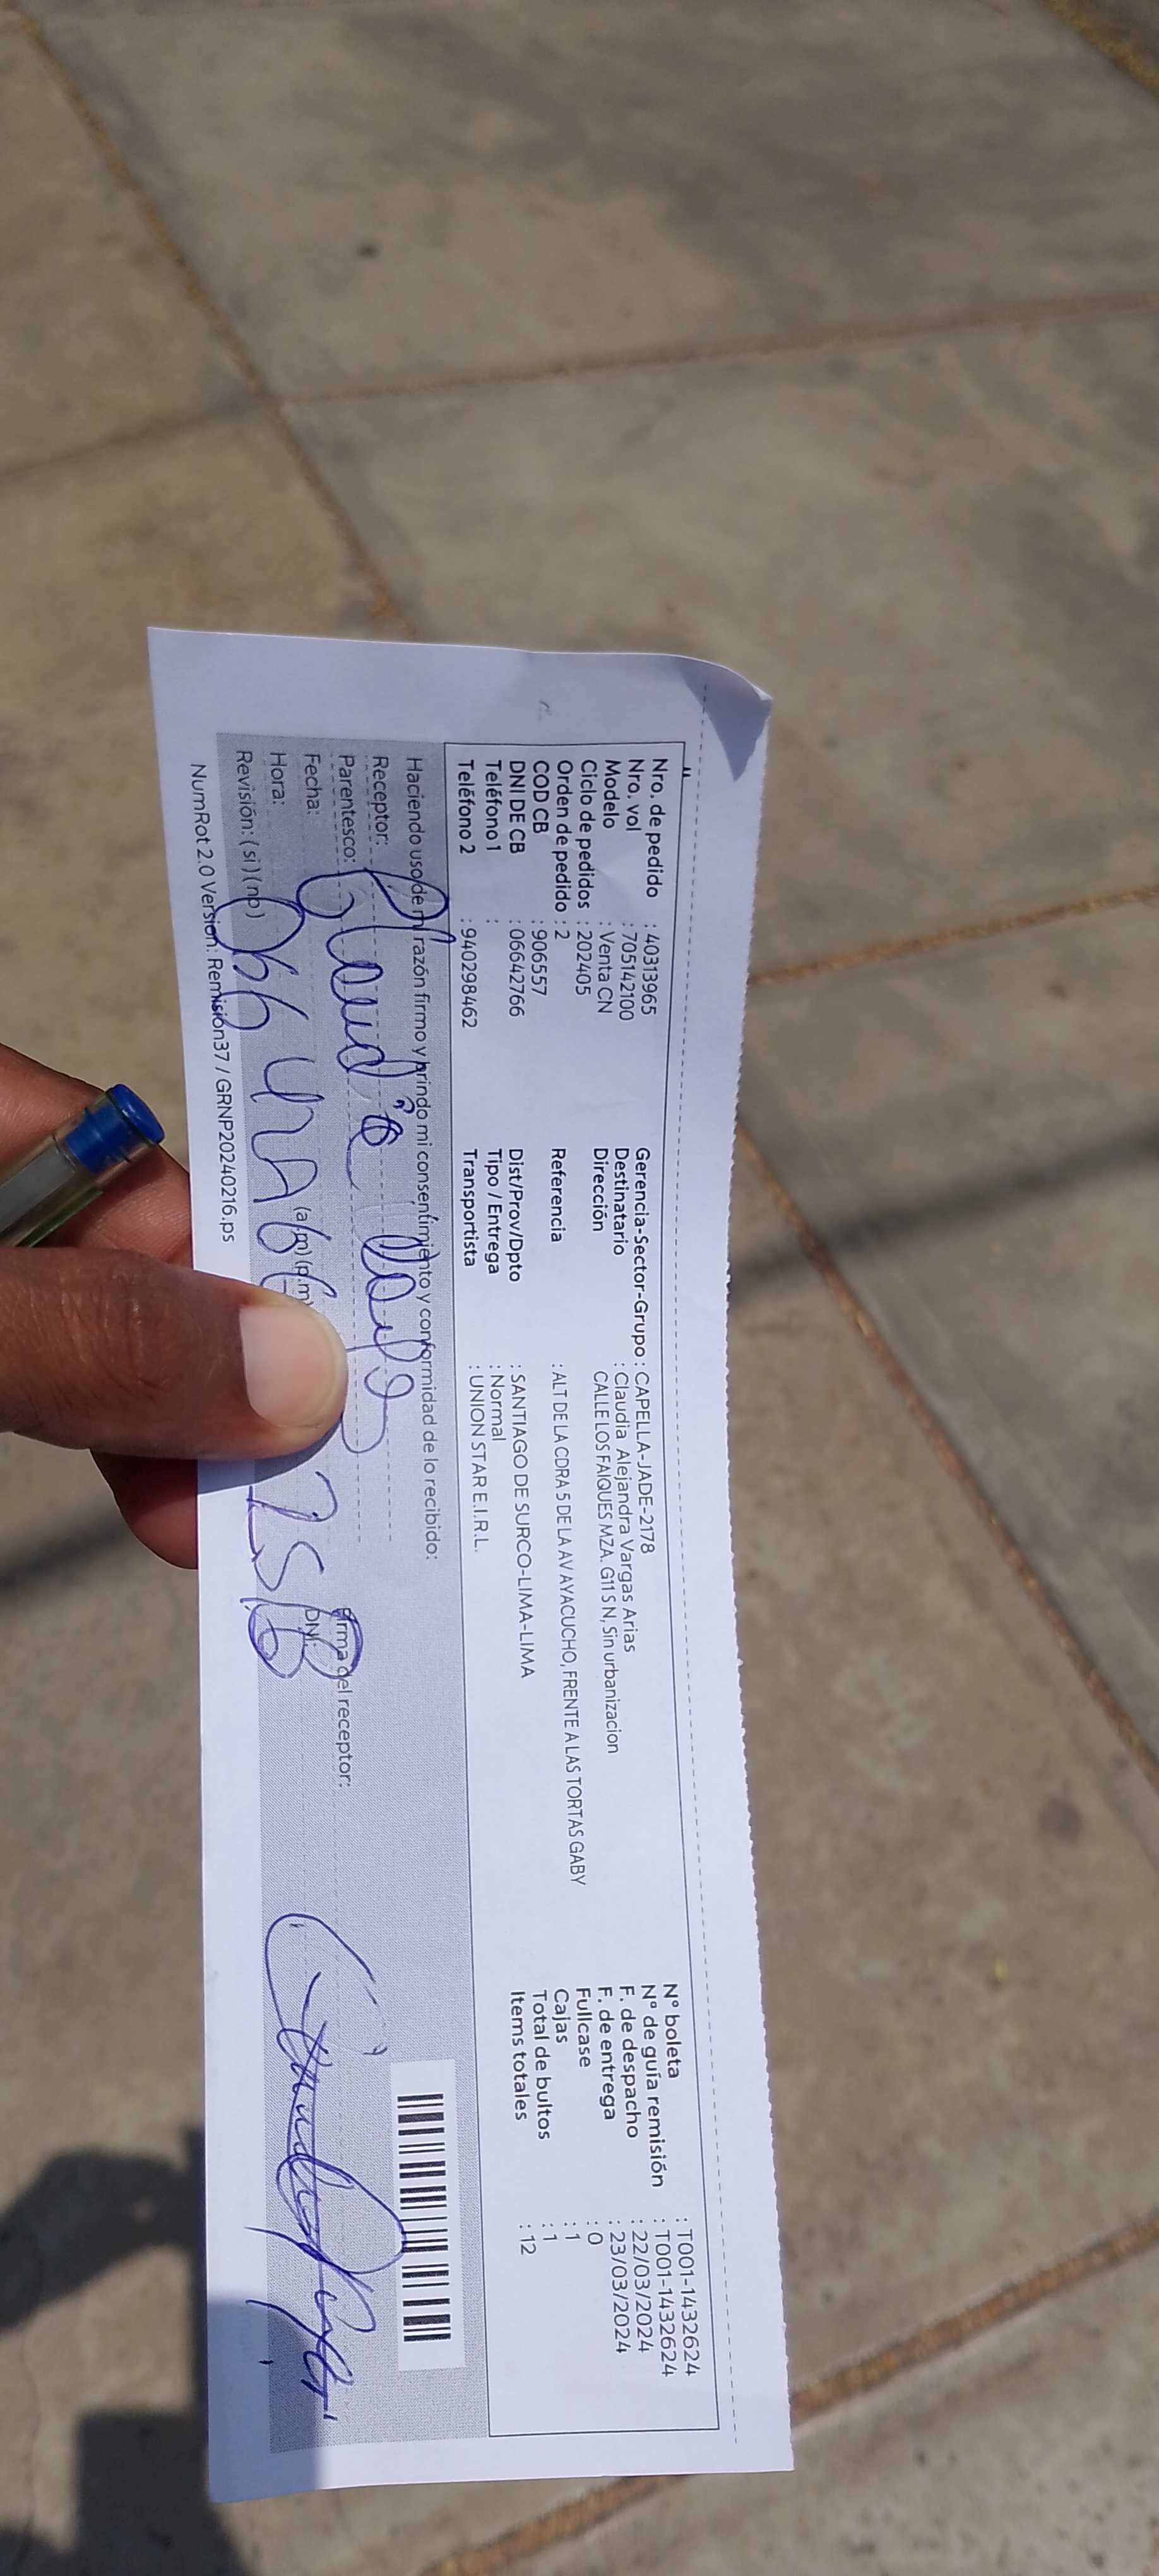 Nro. de pedido : 40313965
Nro. vol : 705142100
Modelo : Venta CN
Ciclo de pedidos : 202405
Orden de pedido : 2
COD CB : 906557
DNI DE CB : 06642766
Teléfono 1 :
Teléfono 2 : 940298462
Gerencia-Sector-Grupo : CAPELLA-JADE-2178
Destinatario : Claudia Alejandra Vargas Arias
Dirección CALLE LOS FAIQUES MZA. G11 S N, Sin urbanizacion
Referencia : ALT DE LA CDRA 5 DE LA AV AYACUCHO, FRENTE A LAS TORTAS GABY
Dist/Prov/Dpto : SANTIAGO DE SURCO-LIMA-LIMA
Tipo / Entrega : Normal
Transportista : UNION STAR E.I.R.L.
N° boleta : T001-1432624
N° de guía remisión : T001-1432624
F. de despacho : 22/03/2024
F. de entrega : 23/03/2024
Fullcase : 0
Cajas : 1
Total de bultos : 1
Items totales : 12
Haciendo uso de mi razón firmo y brindo mi consentimiento y conformidad de lo recibido:
Receptor:
Parentesco:
Fecha:
Hora: (a.m) (p.m)
Revisión: (si) (no)
Firma del receptor:
DNI:
NumRot 2.0 Version: Remisión37 / GRNP20240216.ps